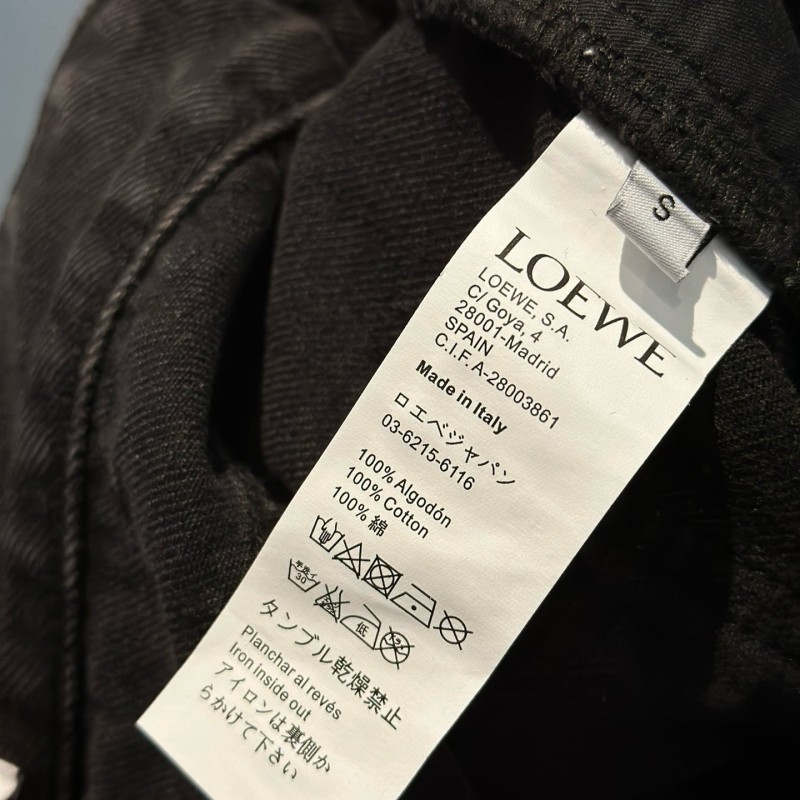 S
LOEWE
LOEWE, S.A.
C/ Goya, 4
28001-Madrid
SPAIN
C.I.F. A-28003861
Made in Italy
ロエベジャパン
03-6215-6116
100% Algodón
100% Cotton
100% 綿
30
低
タンブル乾燥禁止
Planchar al revés
Iron inside out
アイロンは裏側か
らかけて下さい